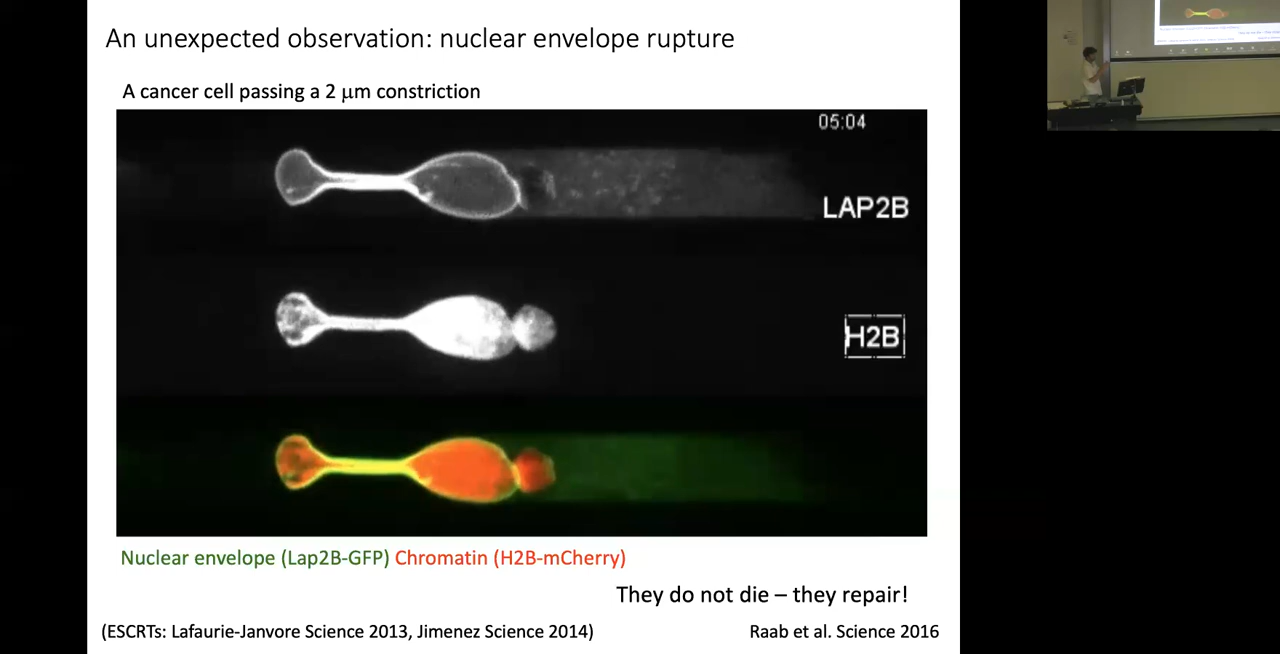 An unexpected observation: nuclear envelope rupture
A cancer cell passing a 2 μm constriction
05:04
LAP2B
H2B
Nuclear envelope (Lap2B-GFP) Chromatin (H2B-mCherry)
They do not die – they repair!
(ESCRTs: Lafaurie-Janvore Science 2013, Jimenez Science 2014)
Raab et al. Science 2016